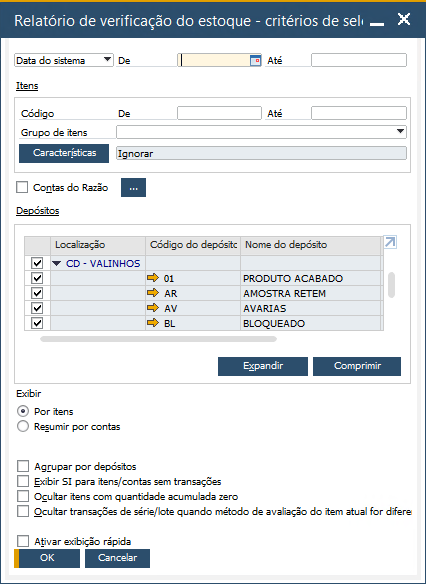 Relatório de verificação do estoque - critérios de sele
Data do sistema De Até
Itens
Código De Até
Grupo de itens
Características Ignorar
Contas do Razão ...
Depósitos
Localização Código do depósito Nome do depósito
CD - VALINHOS
01 PRODUTO ACABADO
AR AMOSTRA RETEM
AV AVARIAS
BL BLOQUEADO
Expandir Comprimir
Exibir
Por itens
Resumir por contas
Agrupar por depósitos
Exibir SI para itens/contas sem transações
Ocultar itens com quantidade acumulada zero
Ocultar transações de série/lote quando método de avaliação do item atual for diferen
Ativar exibição rápida
OK Cancelar